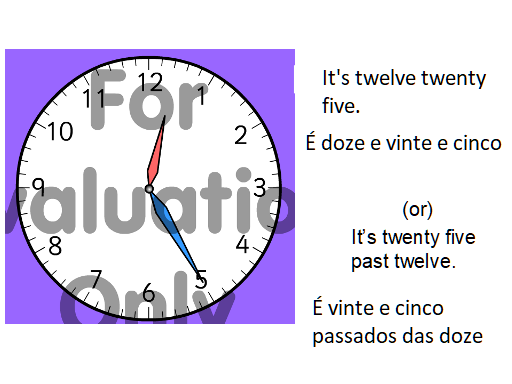 For
valuatio
Only
12
1
2
3
4
5
6
7
8
9
10
11
It's twelve twenty
five.
É doze e vinte e cinco
(or)
It's twenty five
past twelve.
É vinte e cinco
passados das doze